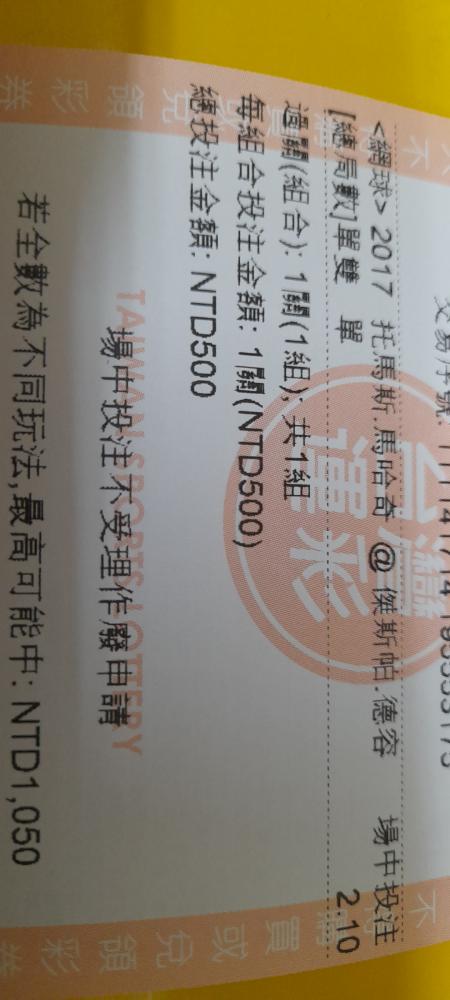 <網球> 2017 托馬斯.馬哈奇 @ 傑斯帕.德容 場中投注
[總局數]單雙 單 2.10
過關(組合): 1關(1組); 共1組
每組合投注金額: 1關(NTD500)
總投注金額: NTD500
場中投注不受理作廢申請
若全數為不同玩法,最高可能中: NTD1,050
台灣
運彩
TAIWAN SPORTS LOTTERY